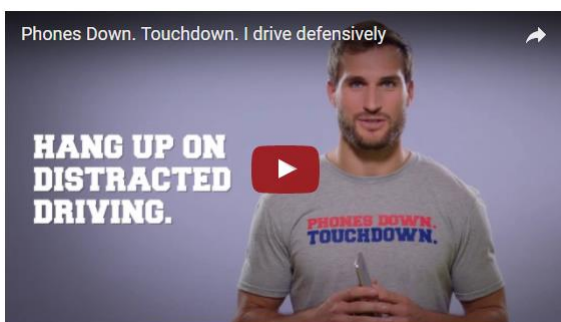 Phones Down. Touchdown. I drive defensively
HANG UP ON
DISTRACTED
DRIVING.
PHONES DOWN.
TOUCHDOWN.